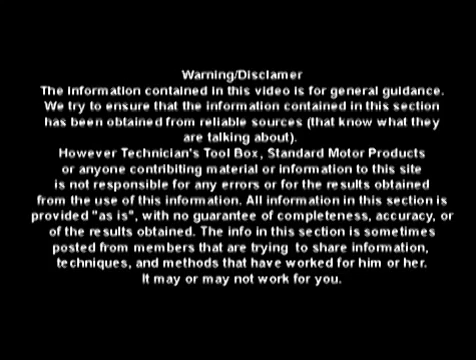 Warning/Disclamer
The Information contained in this video is for general guidance.
We try to ensure that the information contained in this section
has been obtained from reliable sources (that know what they
are talking about).
However Technician's Tool Box, Standard Motor Products
or anyone contribiting material or information to this site
is not responsible for any errors or for the results obtained
from the use of this information. All information in this section is
provided "as is", with no guarantee of completeness, accuracy, or
of the results obtained. The info in this section is sometimes
posted from members that are trying to share information,
techniques, and methods that have worked for him or her.
It may or may not work for you.